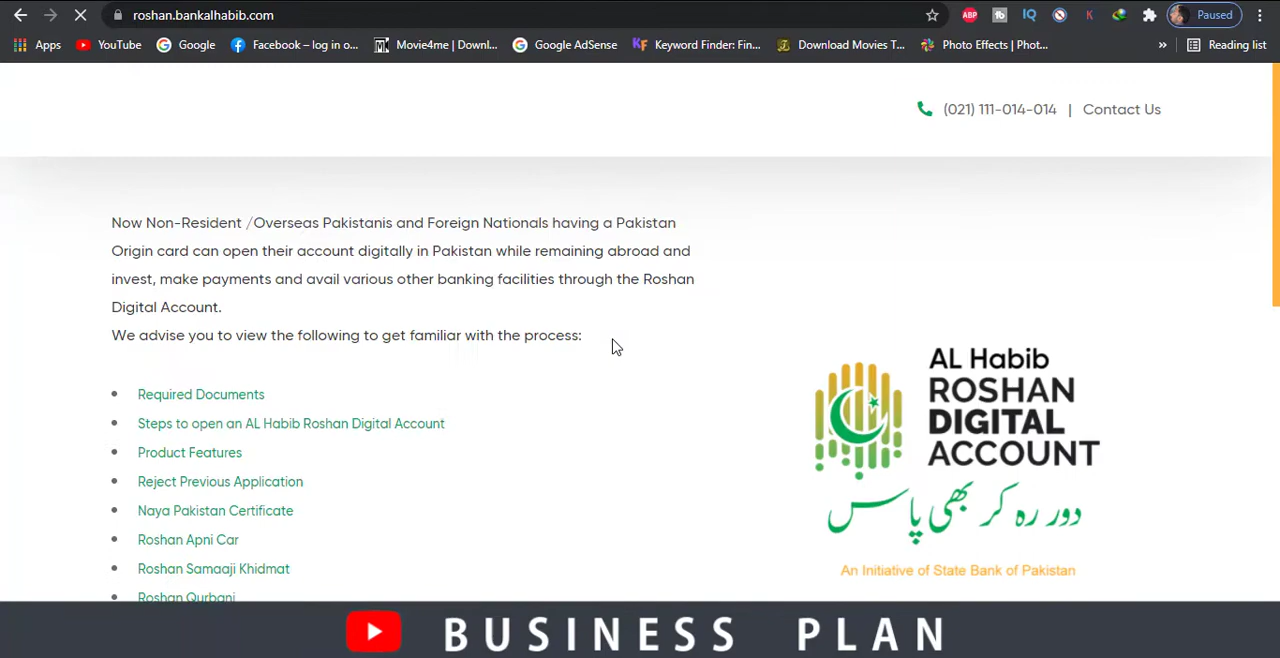 roshan.bankalhabib.com
Paused
Apps
YouTube
Google
Facebook – log in o...
Movie4me | Downl...
Google AdSense
Keyword Finder: Fin...
Download Movies T...
Photo Effects | Phot...
»
Reading list
(021) 111-014-014 | Contact Us
Now Non-Resident /Overseas Pakistanis and Foreign Nationals having a Pakistan
Origin card can open their account digitally in Pakistan while remaining abroad and
invest, make payments and avail various other banking facilities through the Roshan
Digital Account.
We advise you to view the following to get familiar with the process:
• Required Documents
• Steps to open an AL Habib Roshan Digital Account
• Product Features
• Reject Previous Application
• Naya Pakistan Certificate
• Roshan Apni Car
• Roshan Samaaji Khidmat
• Roshan Qurbani
AL Habib
ROSHAN
DIGITAL
ACCOUNT
دور رہ کر بھی پاس
An Initiative of State Bank of Pakistan
BUSINESS PLAN